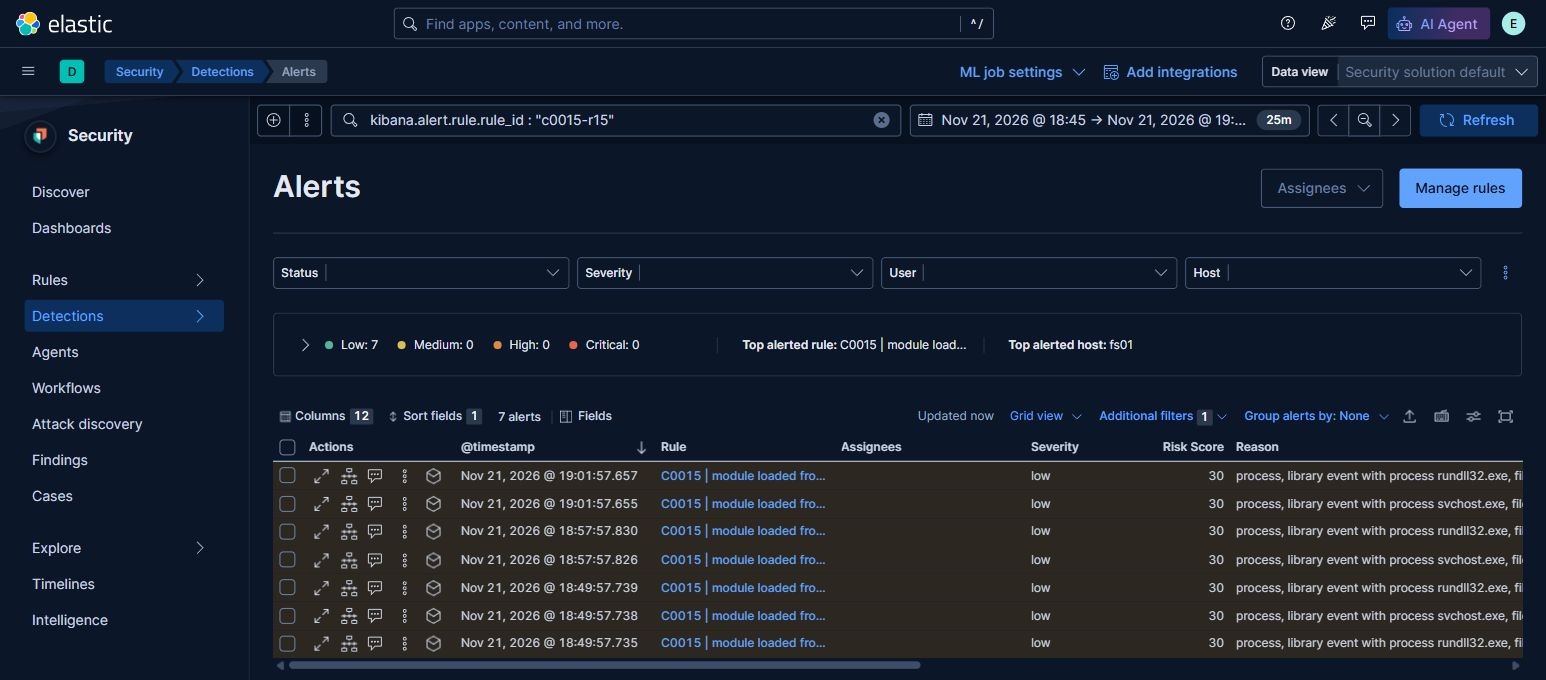 elastic
Find apps, content, and more.
^/
AI Agent
E
D
Security
Detections
Alerts
ML job settings
Add integrations
Data view
Security solution default
Security
kibana.alert.rule.rule_id : "c0015-r15"
Nov 21, 2026 @ 18:45 → Nov 21, 2026 @ 19:...
25m
Refresh
Discover
Dashboards
Rules
Detections
Agents
Workflows
Attack discovery
Findings
Cases
Explore
Timelines
Intelligence
Alerts
Assignees
Manage rules
Status
Severity
User
Host
Low: 7
Medium: 0
High: 0
Critical: 0
Top alerted rule: C0015 | module load...
Top alerted host: fs01
Columns 12
Sort fields 1
7 alerts
Fields
Updated now
Grid view
Additional filters 1
Group alerts by: None
Actions @timestamp Rule Assignees Severity Risk Score Reason
Nov 21, 2026 @ 19:01:57.657 C0015 | module loaded fro... low 30 process, library event with process rundll32.exe, fil
Nov 21, 2026 @ 19:01:57.655 C0015 | module loaded fro... low 30 process, library event with process svchost.exe, file
Nov 21, 2026 @ 18:57:57.830 C0015 | module loaded fro... low 30 process, library event with process rundll32.exe, fil
Nov 21, 2026 @ 18:57:57.826 C0015 | module loaded fro... low 30 process, library event with process svchost.exe, file
Nov 21, 2026 @ 18:49:57.739 C0015 | module loaded fro... low 30 process, library event with process rundll32.exe, fil
Nov 21, 2026 @ 18:49:57.738 C0015 | module loaded fro... low 30 process, library event with process svchost.exe, file
Nov 21, 2026 @ 18:49:57.735 C0015 | module loaded fro... low 30 process, library event with process rundll32.exe, fil